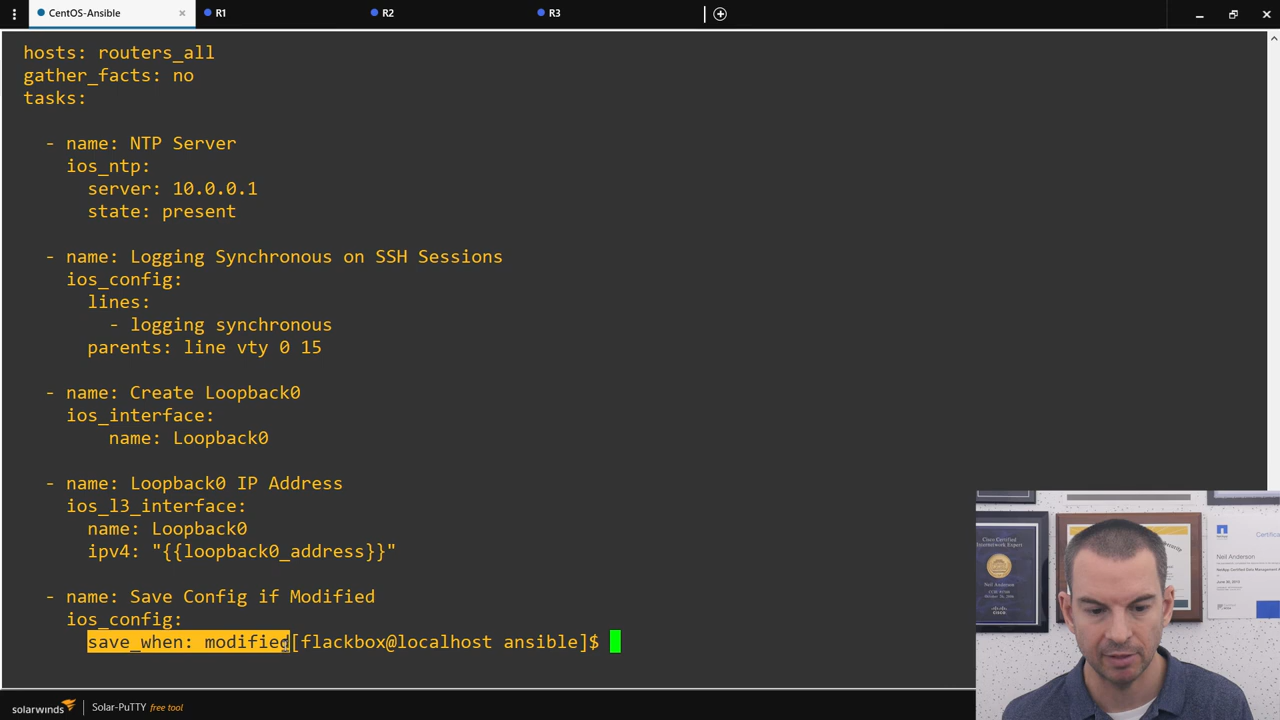 CentOS-Ansible
R1
R2
R3
hosts: routers_all
gather_facts: no
tasks:
- name: NTP Server
ios_ntp:
server: 10.0.0.1
state: present
- name: Logging Synchronous on SSH Sessions
ios_config:
lines:
- logging synchronous
parents: line vty 0 15
- name: Create Loopback0
ios_interface:
name: Loopback0
- name: Loopback0 IP Address
ios_l3_interface:
name: Loopback0
ipv4: "{{loopback0_address}}"
- name: Save Config if Modified
ios_config:
save_when: modified[flackbox@localhost ansible]$
Neil Anderson
solarwinds
Solar-PuTTY free tool